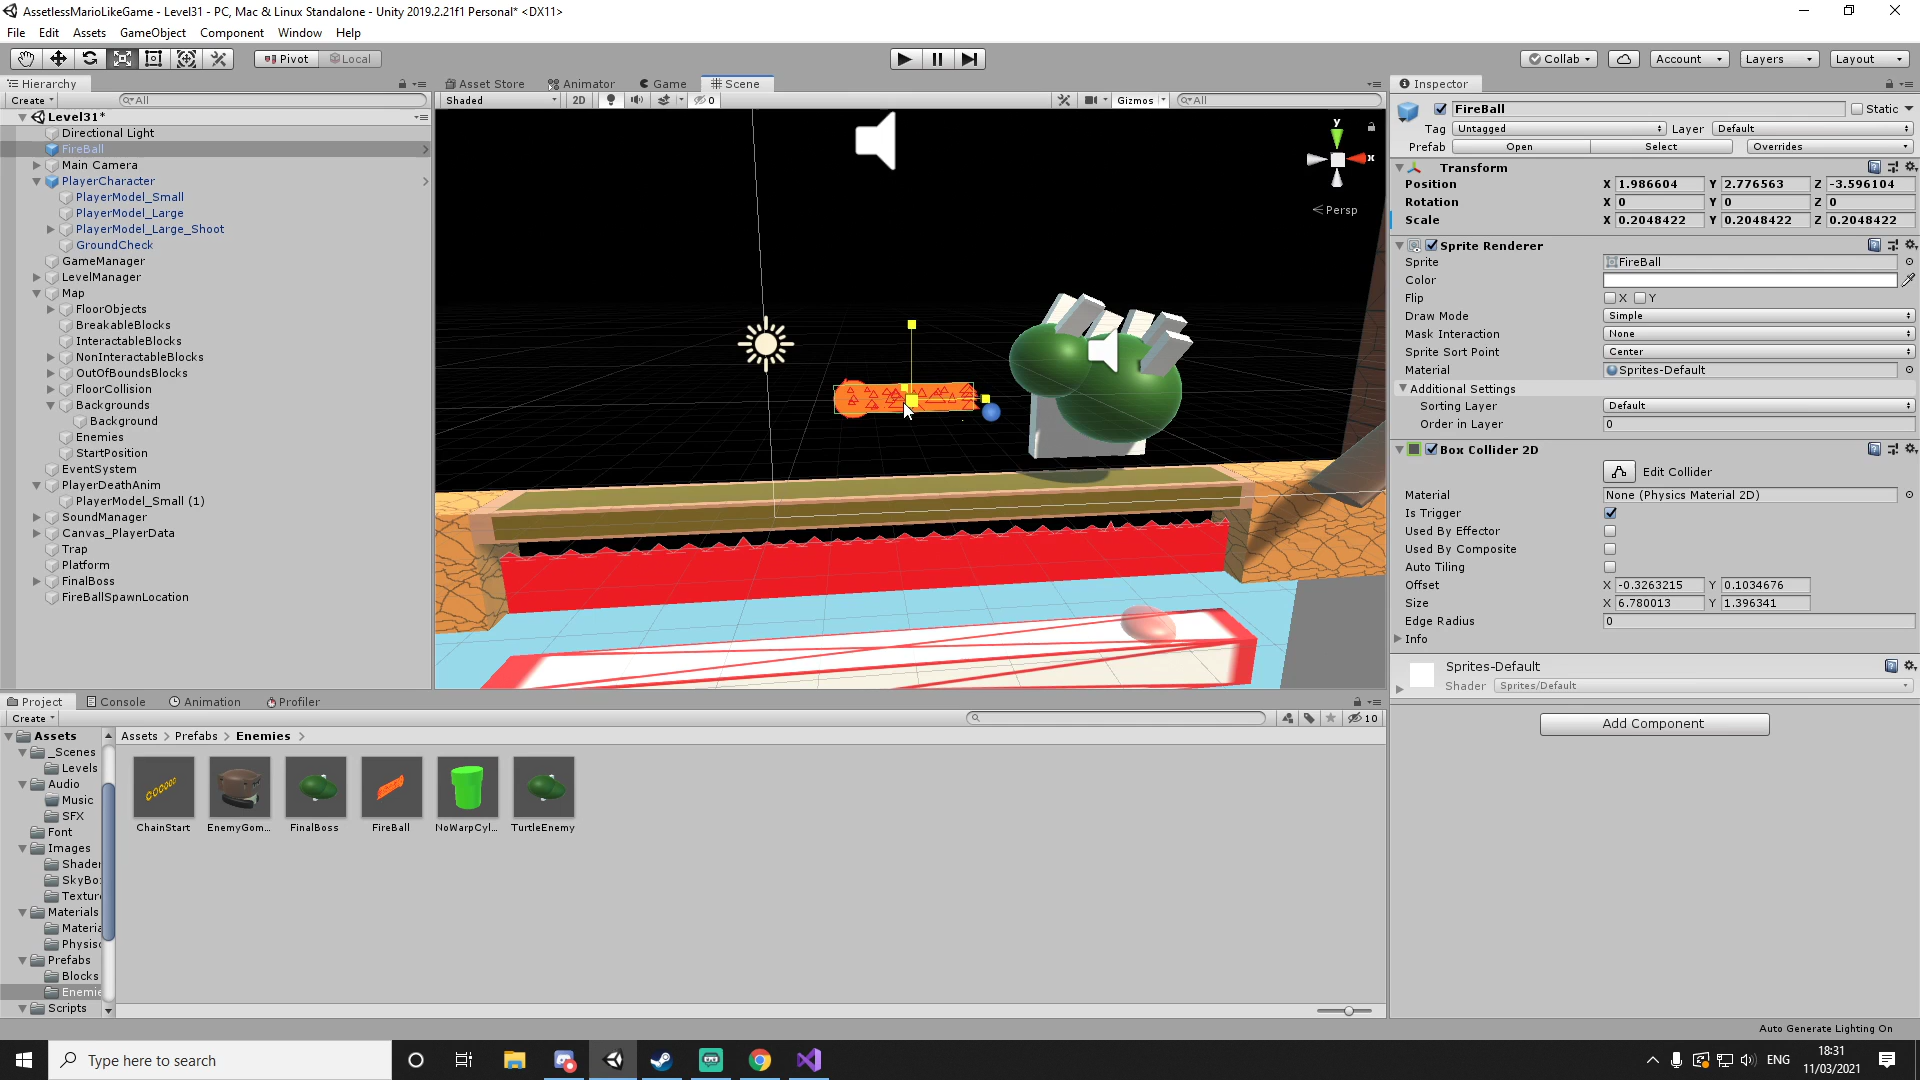 AssetlessMarioLikeGame - Level31 - PC, Mac & Linux Standalone - Unity 2019.2.21f1 Personal* <DX11>
File Edit Assets GameObject Component Window Help
Pivot Local Collab Account Layers Layout
Hierarchy
Create All
Level31*
Directional Light
FireBall
Main Camera
PlayerCharacter
PlayerModel_Small
PlayerModel_Large
PlayerModel_Large_Shoot
GroundCheck
GameManager
LevelManager
Map
FloorObjects
BreakableBlocks
InteractableBlocks
NonInteractableBlocks
OutOfBoundsBlocks
FloorCollision
Backgrounds
Background
Enemies
StartPosition
EventSystem
PlayerDeathAnim
PlayerModel_Small (1)
SoundManager
Canvas_PlayerData
Trap
Platform
FinalBoss
FireBallSpawnLocation
Asset Store Animator Game Scene
Shaded 2D 0 Gizmos All
y
x
Persp
Inspector
FireBall Static
Tag Untagged Layer Default
Prefab Open Select Overrides
Transform
Position X 1.986604 Y 2.776563 Z -3.596104
Rotation X 0 Y 0 Z 0
Scale X 0.2048422 Y 0.2048422 Z 0.2048422
Sprite Renderer
Sprite FireBall
Color
Flip X Y
Draw Mode Simple
Mask Interaction None
Sprite Sort Point Center
Material Sprites-Default
Additional Settings
Sorting Layer Default
Order in Layer 0
Box Collider 2D
Edit Collider
Material None (Physics Material 2D)
Is Trigger
Used By Effector
Used By Composite
Auto Tiling
Offset X -0.3263215 Y 0.1034676
Size X 6.780013 Y 1.396341
Edge Radius 0
Info
Sprites-Default
Shader Sprites/Default
Add Component
Project Console Animation Profiler
Create 10
Assets
_Scenes
Levels
Audio
Music
SFX
Font
Images
Shader
SkyBo
Textur
Materials
Materia
Physisc
Prefabs
Blocks
Enemie
Scripts
Assets > Prefabs > Enemies >
ChainStart EnemyGom... FinalBoss FireBall NoWarpCyl... TurtleEnemy
Auto Generate Lighting On
Type here to search
ENG
18:31
11/03/2021